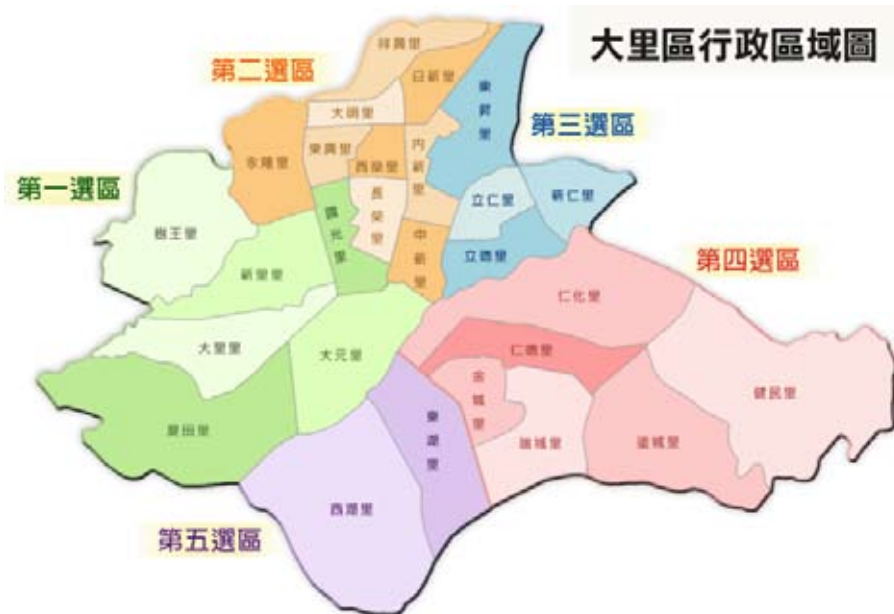 大里區行政區域圖
第二選區
祥興里
日新里
東昇里
大明里
第三選區
永隆里
東興里
西榮里
內新里
第一選區
長榮里
立仁里
新仁里
樹王里
國光里
中新里
立德里
第四選區
新里里
仁化里
大里里
大元里
仁德里
金城里
健民里
夏田里
東湖里
瑞城里
塗城里
西湖里
第五選區